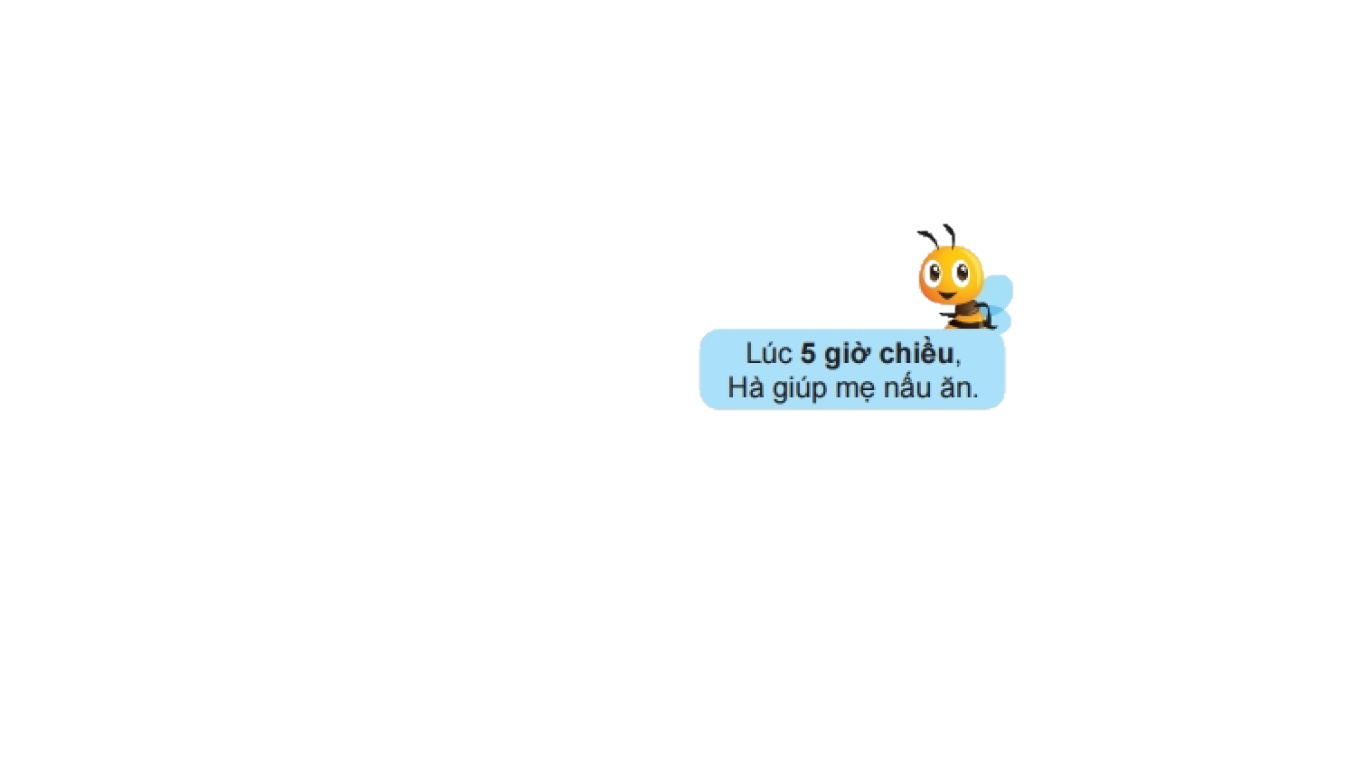 Lúc 5 giờ chiều,
Hà giúp mẹ nấu ăn.